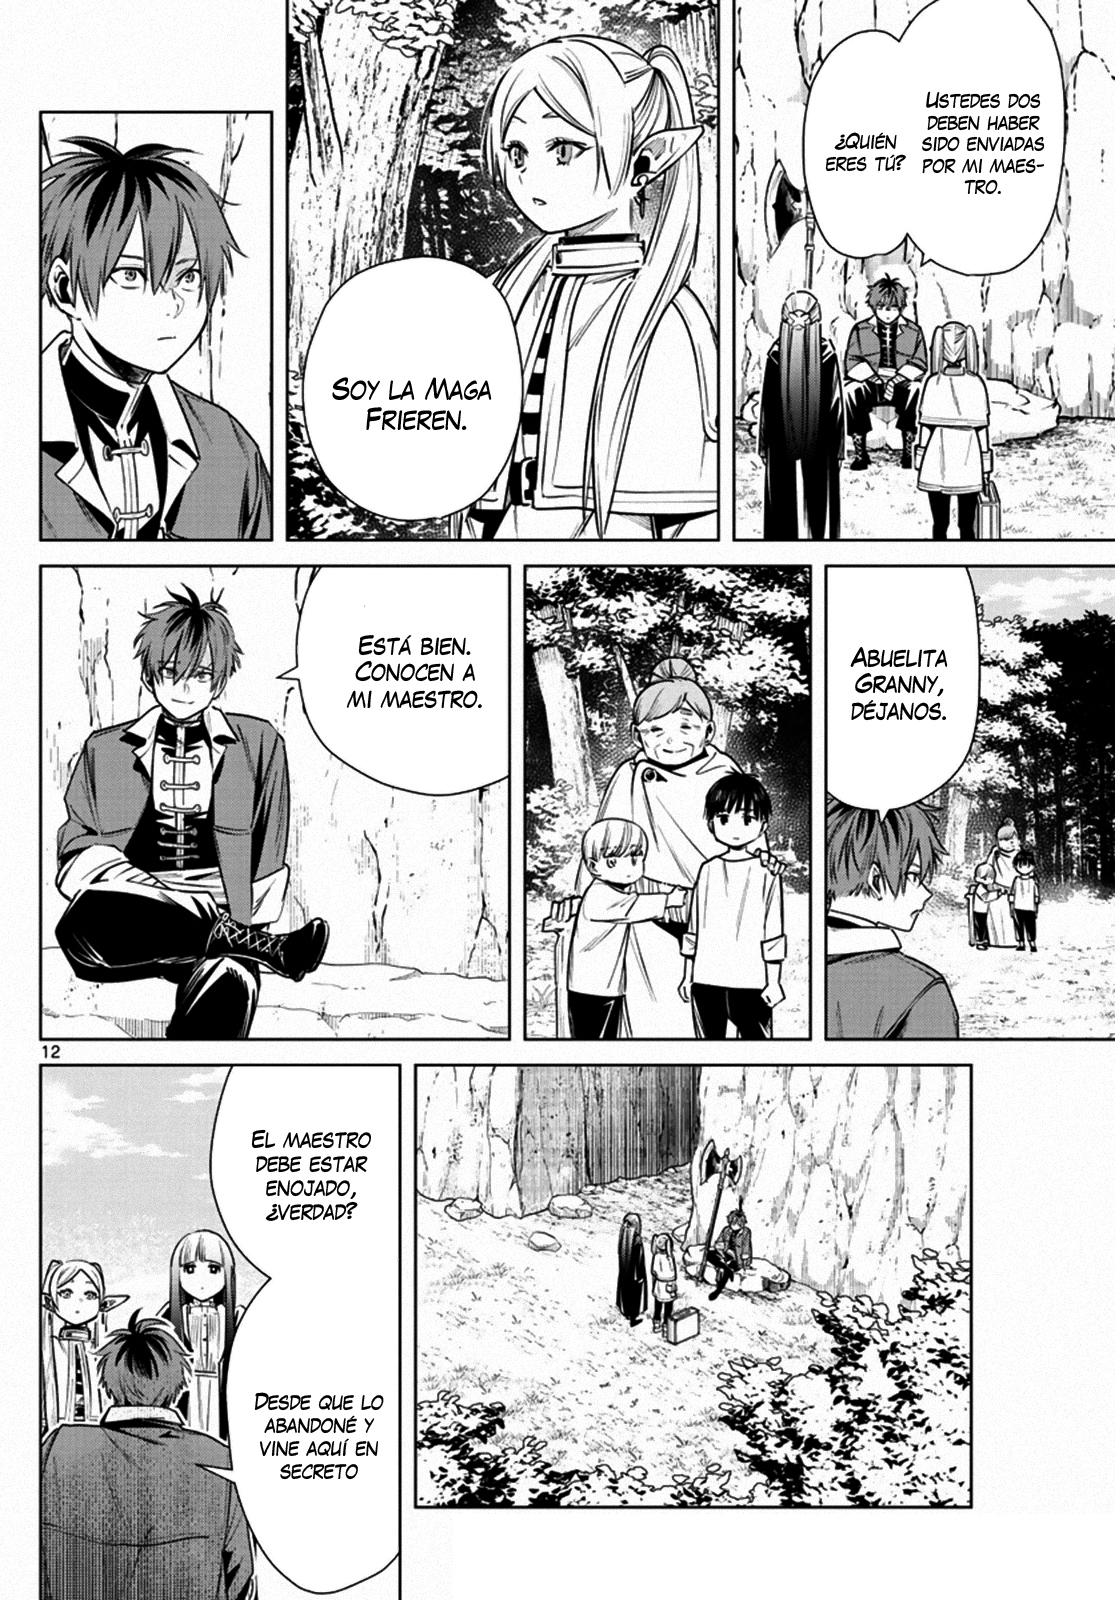 USTEDES DOS
DEBEN HABER
SIDO ENVIADAS
POR MI MAES-
TRO.
¿QUIÉN
ERES TÚ?
SOY LA MAGA
FRIEREN.
ABUELITA
GRANNY,
DÉJANOS.
ESTÁ BIEN.
CONOCEN A
MI MAESTRO.
12
EL MAESTRO
DEBE ESTAR
ENOJADO,
¿VERDAD?
DESDE QUE LO
ABANDONÉ Y
VINE AQUÍ EN
SECRETO